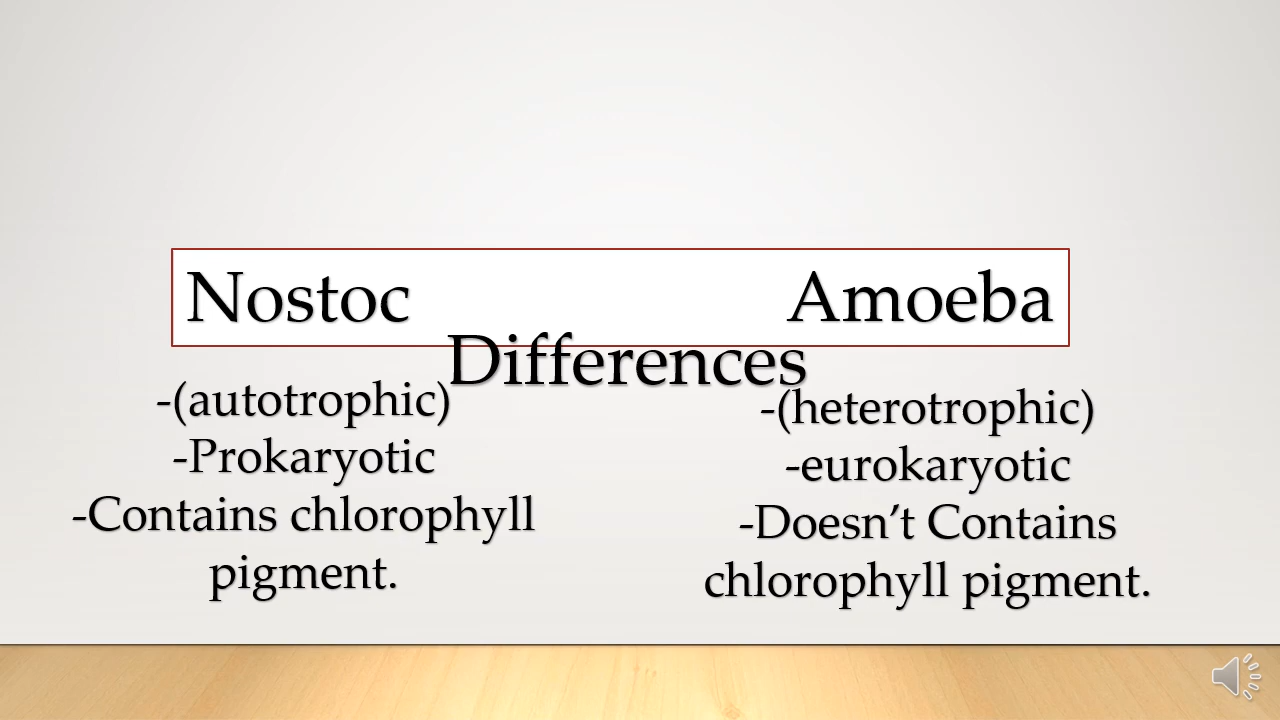 Nostoc Amoeba
Differences
-(autotrophic)
-Prokaryotic
-Contains chlorophyll
pigment.
-(heterotrophic)
-eurokaryotic
-Doesn’t Contains
chlorophyll pigment.